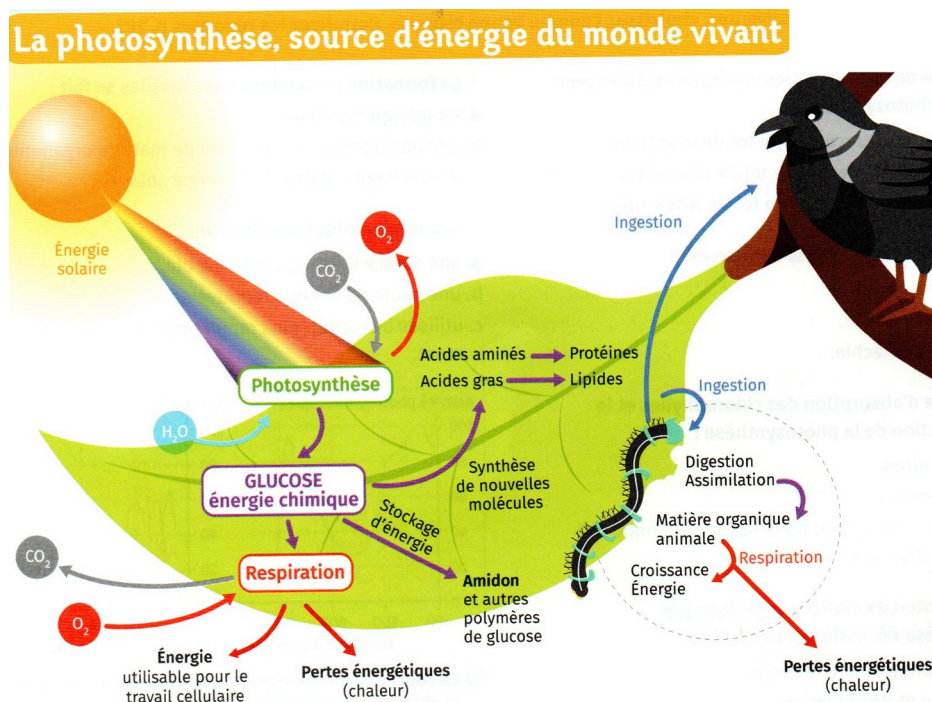 La photosynthèse, source d'énergie du monde vivant
Énergie
solaire
O₂
CO₂
Ingestion
Acides aminés
Protéines
Acides gras
Lipides
Photosynthèse
Ingestion
H₂O
GLUCOSE
énergie chimique
Synthèse
de nouvelles
molécules
Digestion
Assimilation
Stockage
d'énergie
Matière organique
animale
Respiration
CO₂
Respiration
Croissance
Énergie
Amidon
et autres
polymères
de glucose
O₂
Énergie
utilisable pour le
travail cellulaire
Pertes énergétiques
(chaleur)
Pertes énergétiques
(chaleur)